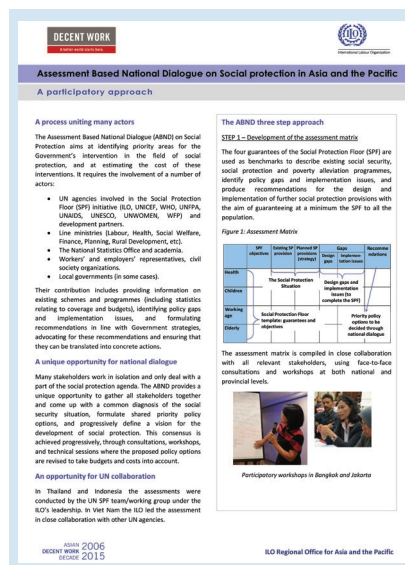 DECENT WORK
A better world starts here.
International Labour Organization
Assessment Based National Dialogue on Social protection in Asia and the Pacific
A participatory approach
A process uniting many actors
The Assessment Based National Dialogue (ABND) on Social
Protection aims at identifying priority areas for the
Government's intervention in the field of social
protection, and at estimating the cost of these
interventions. It requires the involvement of a number of
actors:
• UN agencies involved in the Social Protection
Floor (SPF) initiative (ILO, UNICEF, WHO, UNFPA,
UNAIDS, UNESCO, UNWOMEN, WFP) and
development partners.
• Line ministries (Labour, Health, Social Welfare,
Finance, Planning, Rural Development, etc).
• The National Statistics Office and academia.
• Workers' and employers' representatives, civil
society organizations.
• Local governments (in some cases).
Their contribution includes providing information on
existing schemes and programmes (including statistics
relating to coverage and budgets), identifying policy gaps
and implementation issues, and formulating
recommendations in line with Government strategies,
advocating for these recommendations and ensuring that
they can be translated into concrete actions.
A unique opportunity for national dialogue
Many stakeholders work in isolation and only deal with a
part of the social protection agenda. The ABND provides a
unique opportunity to gather all stakeholders together
and come up with a common diagnosis of the social
security situation, formulate shared priority policy
options, and progressively define a vision for the
development of social protection. This consensus is
achieved progressively, through consultations, workshops,
and technical sessions where the proposed policy options
are revised to take budgets and costs into account.
An opportunity for UN collaboration
In Thailand and Indonesia the assessments were
conducted by the UN SPF team/working group under the
ILO's leadership. In Viet Nam the ILO led the assessment
in close collaboration with other UN agencies.
The ABND three step approach
STEP 1 – Development of the assessment matrix
The four guarantees of the Social Protection Floor (SPF) are
used as benchmarks to describe existing social security,
social protection and poverty alleviation programmes,
identify policy gaps and implementation issues, and
produce recommendations for the design and
implementation of further social protection provisions with
the aim of guaranteeing at a minimum the SPF to all the
population.
Figure 1: Assessment Matrix
SPF objectives
Existing SP provision
Planned SP provisions (strategy)
Gaps
Design gaps
Implemen-tation issues
Recomme ndations
Health
Children
Working age
Elderly
The Social Protection Situation
Design gaps and implementation issues (to complete the SPF)
Social Protection Floor template: guarantees and objectives
Priority policy options to be decided through national dialogue
The assessment matrix is compiled in close collaboration
with all relevant stakeholders, using face-to-face
consultations and workshops at both national and
provincial levels.
Participatory workshops in Bangkok and Jakarta
ASIAN 2006
DECENT WORK
DECADE 2015
ILO Regional Office for Asia and the Pacific